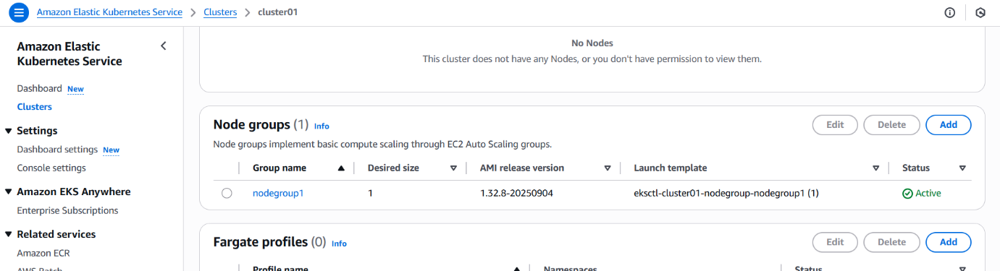 Amazon Elastic Kubernetes Service > Clusters > cluster01
Amazon Elastic
Kubernetes Service
Dashboard New
Clusters
Settings
Dashboard settings New
Console settings
Amazon EKS Anywhere
Enterprise Subscriptions
Related services
Amazon ECR
AWS Batch
No Nodes
This cluster does not have any Nodes, or you don't have permission to view them.
Node groups (1) Info
Edit Delete Add
Node groups implement basic compute scaling through EC2 Auto Scaling groups.
Group name Desired size AMI release version Launch template Status
nodegroup1 1 1.32.8-20250904 eksctl-cluster01-nodegroup-nodegroup1 (1) Active
Fargate profiles (0) Info
Edit Delete Add
Profile name Namespaces Status